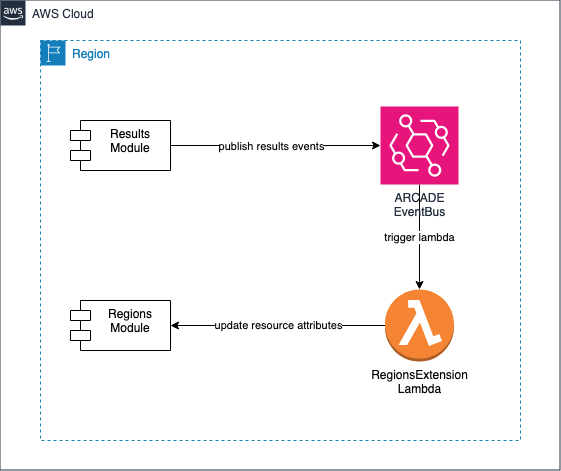 aws
AWS Cloud
Region
Results
Module
publish results events
ARCADE
EventBus
trigger lambda
Regions
Module
update resource attributes
RegionsExtension
Lambda